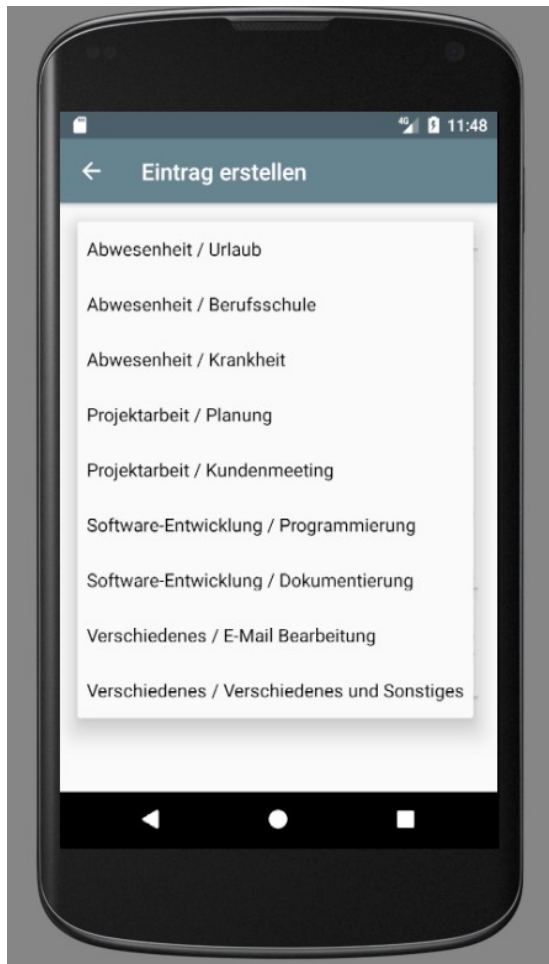 4G 11:48
Eintrag erstellen
Abwesenheit / Urlaub
Abwesenheit / Berufsschule
Abwesenheit / Krankheit
Projektarbeit / Planung
Projektarbeit / Kundenmeeting
Software-Entwicklung / Programmierung
Software-Entwicklung / Dokumentierung
Verschiedenes / E-Mail Bearbeitung
Verschiedenes / Verschiedenes und Sonstiges